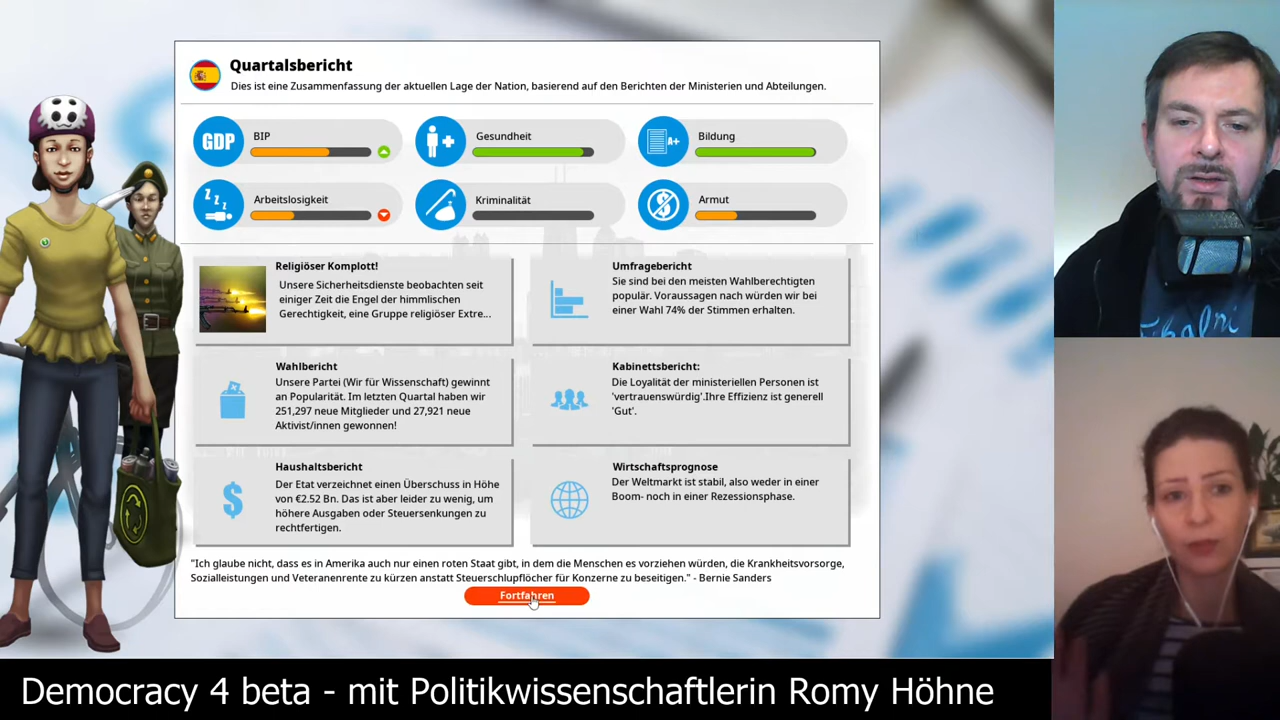 Quartalsbericht
Dies ist eine Zusammenfassung der aktuellen Lage der Nation, basierend auf den Berichten der Ministerien und Abteilungen.
GDP
BIP
Gesundheit
A+
Bildung
Z Z Z
Arbeitslosigkeit
Kriminalität
$
Armut
Religiöser Komplott!
Unsere Sicherheitsdienste beobachten seit
einiger Zeit die Engel der himmlischen
Gerechtigkeit, eine Gruppe religiöser Extre...
Umfragebericht
Sie sind bei den meisten Wahlberechtigten
populär. Voraussagen nach würden wir bei
einer Wahl 74% der Stimmen erhalten.
Wahlbericht
Unsere Partei (Wir für Wissenschaft) gewinnt
an Popularität. Im letzten Quartal haben wir
251,297 neue Mitglieder und 27,921 neue
Aktivist/innen gewonnen!
Kabinettsbericht:
Die Loyalität der ministeriellen Personen ist
'vertrauenswürdig'.Ihre Effizienz ist generell
'Gut'.
Haushaltsbericht
Der Etat verzeichnet einen Überschuss in Höhe
von €2.52 Bn. Das ist aber leider zu wenig, um
höhere Ausgaben oder Steuersenkungen zu
rechtfertigen.
$
Wirtschaftsprognose
Der Weltmarkt ist stabil, also weder in einer
Boom- noch in einer Rezessionsphase.
"Ich glaube nicht, dass es in Amerika auch nur einen roten Staat gibt, in dem die Menschen es vorziehen würden, die Krankheitsvorsorge,
Sozialleistungen und Veteranenrente zu kürzen anstatt Steuerschlupflöcher für Konzerne zu beseitigen." - Bernie Sanders
Fortfahren
Democracy 4 beta - mit Politikwissenschaftlerin Romy Höhne